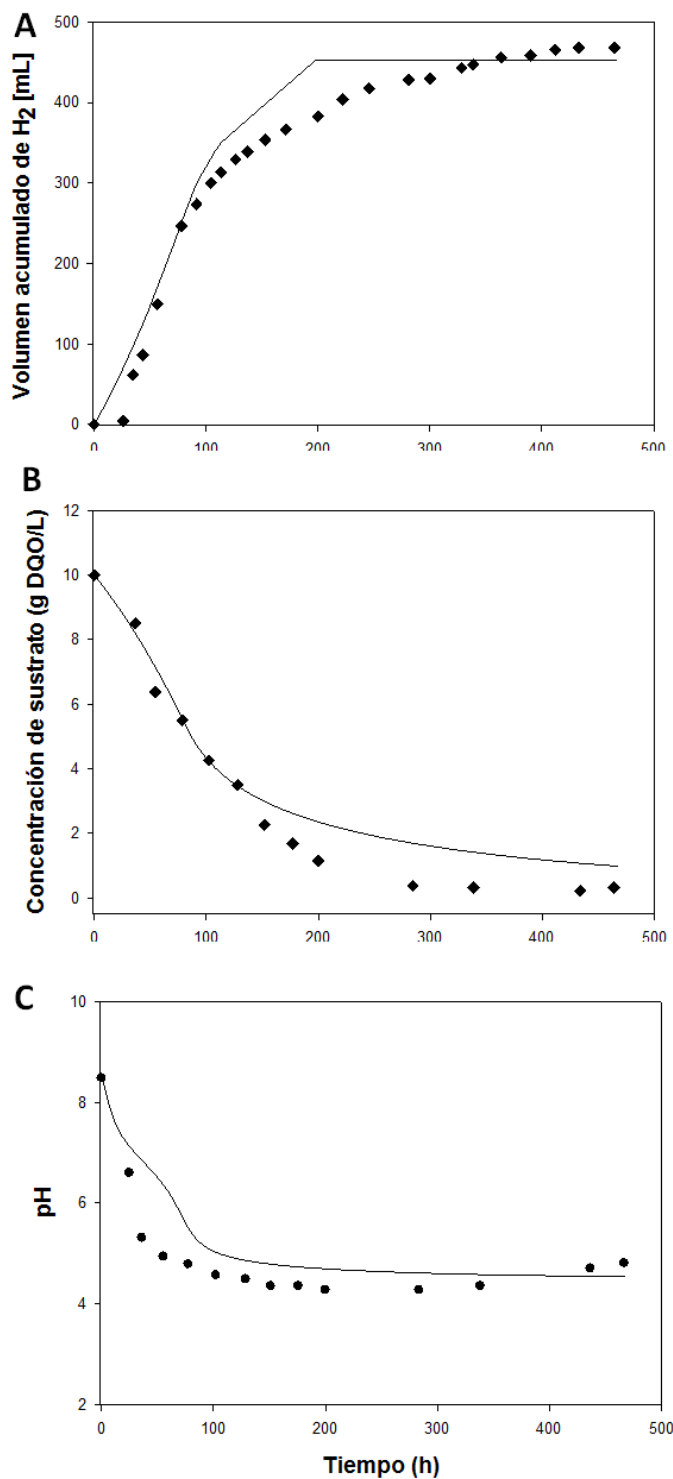 A
Volumen acumulado de H2 [mL]
500
400
300
200
100
0
0 100 200 300 400 500
B
Concentración de sustrato (g DQO/L)
12
10
8
6
4
2
0
0 100 200 300 400 500
C
pH
10
8
6
4
2
0 100 200 300 400 500
Tiempo (h)